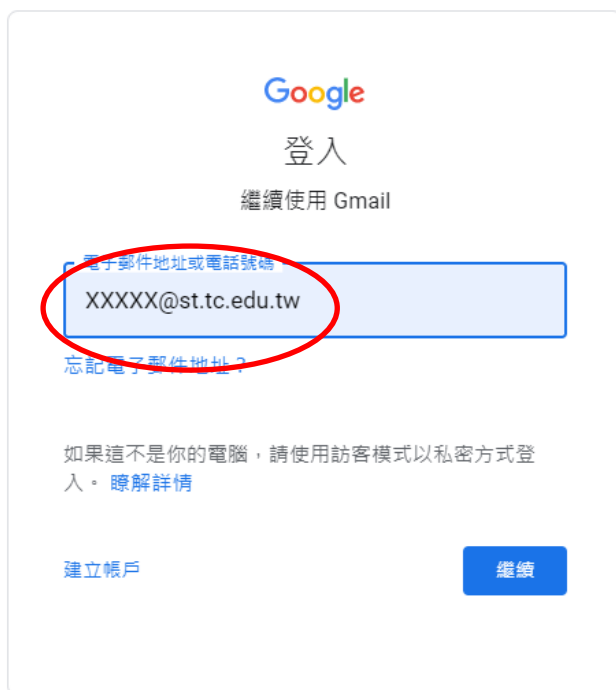 Google
登入
繼續使用 Gmail
電子郵件地址或電話號碼
XXXXX@st.tc.edu.tw
忘記電子郵件地址？
如果這不是你的電腦，請使用訪客模式以私密方式登
入。瞭解詳情
建立帳戶
繼續